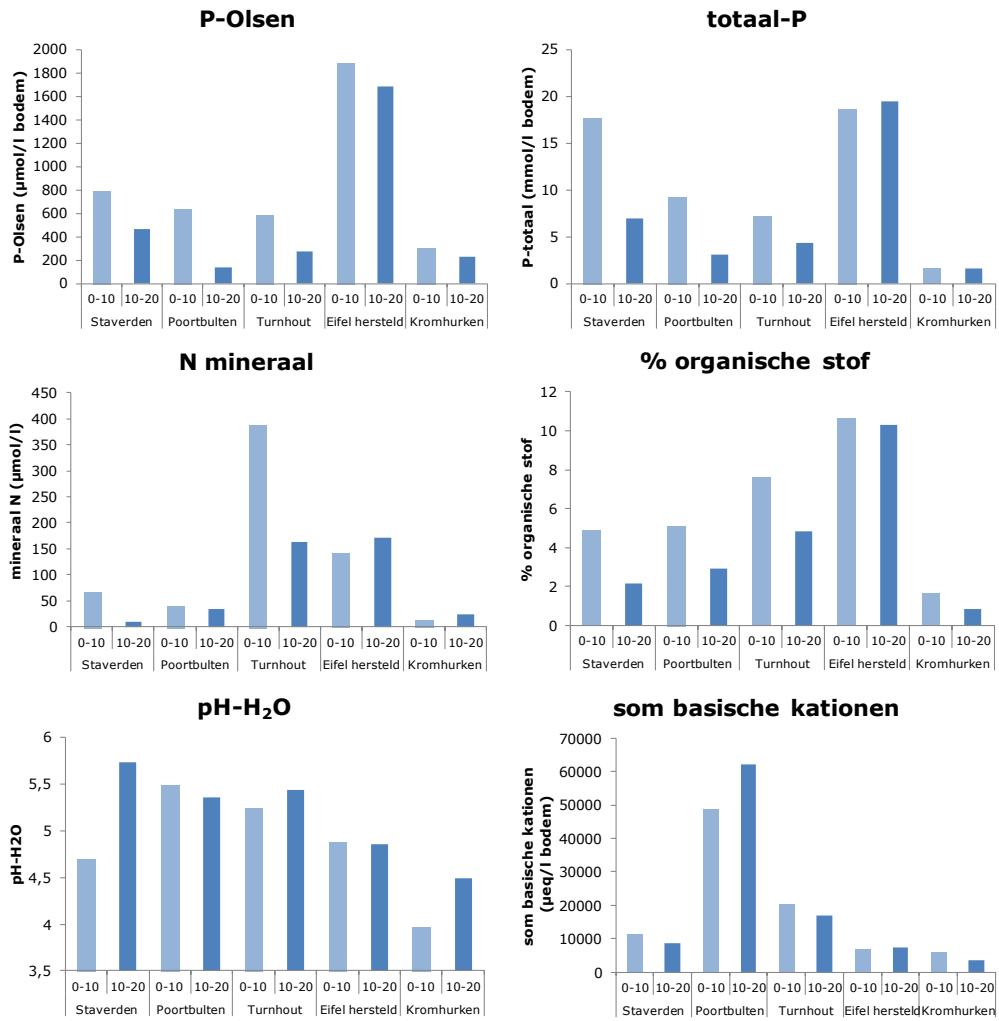 P-Olsen
P-Olsen (µmol/l bodem)
2000
1800
1600
1400
1200
1000
800
600
400
200
0
0-10 10-20 0-10 10-20 0-10 10-20 0-10 10-20 0-10 10-20
Staverden Poortbulten Turnhout Eifel hersteld Kromhurken
totaal-P
P-totaal (mmol/l bodem)
25
20
15
10
5
0
0-10 10-20 0-10 10-20 0-10 10-20 0-10 10-20 0-10 10-20
Staverden Poortbulten Turnhout Eifel hersteld Kromhurken
N mineraal
mineraal N (µmol/l)
450
400
350
300
250
200
150
100
50
0
0-10 10-20 0-10 10-20 0-10 10-20 0-10 10-20 0-10 10-20
Staverden Poortbulten Turnhout Eifel hersteld Kromhurken
% organische stof
% organische stof
12
10
8
6
4
2
0
0-10 10-20 0-10 10-20 0-10 10-20 0-10 10-20 0-10 10-20
Staverden Poortbulten Turnhout Eifel hersteld Kromhurken
pH-H₂O
pH-H2O
6
5,5
5
4,5
4
3,5
0-10 10-20 0-10 10-20 0-10 10-20 0-10 10-20 0-10 10-20
Staverden Poortbulten Turnhout Eifel hersteld Kromhurken
som basische kationen
som basische kationen
(µeq/l bodem)
70000
60000
50000
40000
30000
20000
10000
0
0-10 10-20 0-10 10-20 0-10 10-20 0-10 10-20 0-10 10-20
Staverden Poortbulten Turnhout Eifel hersteld Kromhurken